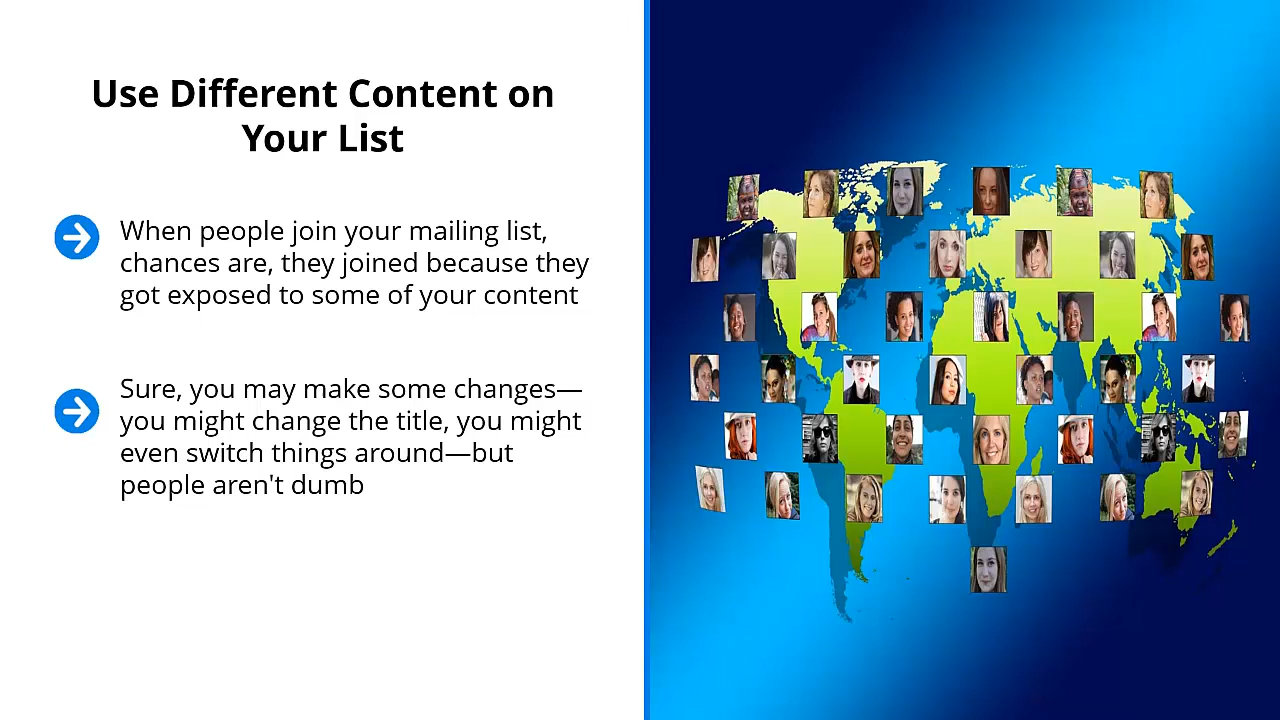 Use Different Content on
Your List
When people join your mailing list,
chances are, they joined because they
got exposed to some of your content
Sure, you may make some changes—
you might change the title, you might
even switch things around—but
people aren't dumb